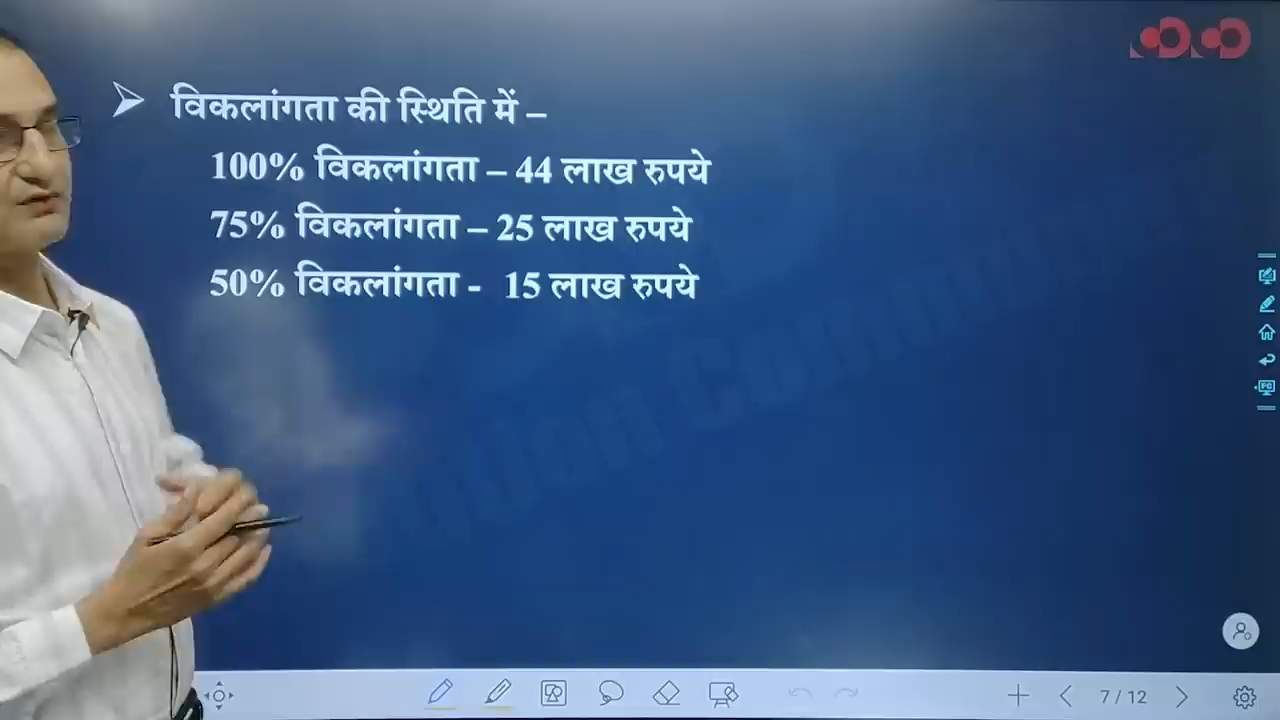 विकलांगता की स्थिति में –
100% विकलांगता – 44 लाख रुपये
75% विकलांगता – 25 लाख रुपये
50% विकलांगता - 15 लाख रुपये
7 / 12